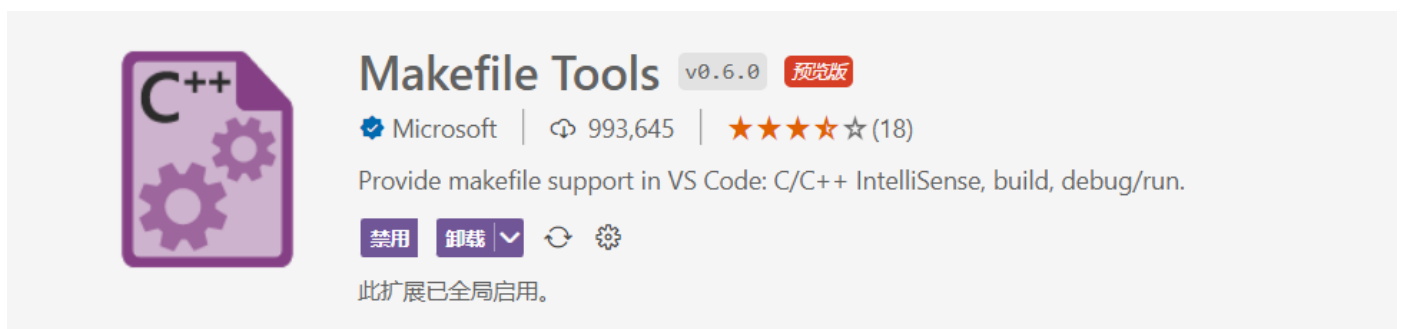 C++
Makefile Tools v0.6.0 预览版
Microsoft 993,645 (18)
Provide makefile support in VS Code: C/C++ IntelliSense, build, debug/run.
禁用 卸载
此扩展已全局启用。